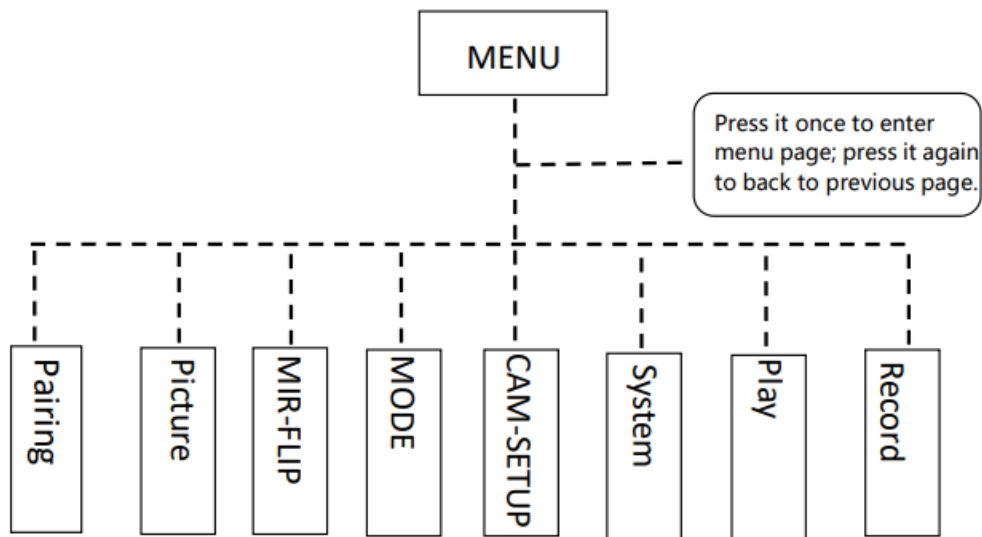 MENU
Press it once to enter
menu page; press it again
to back to previous page.
Pairing
Picture
MIR-FLIP
MODE
CAM-SETUP
System
Play
Record